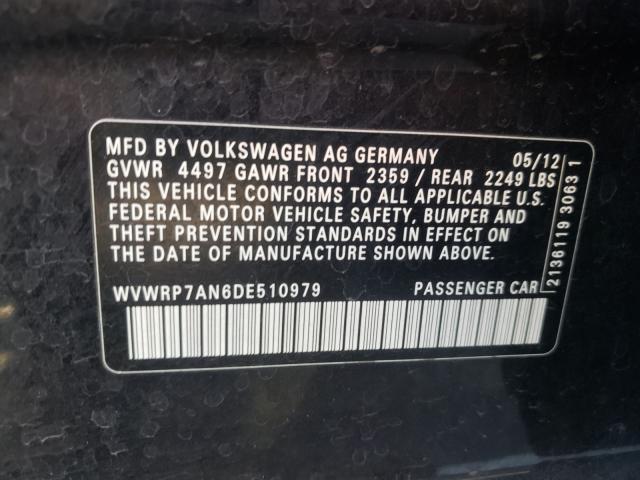 MFD BY VOLKSWAGEN AG GERMANY 05/12
GVWR 4497 GAWR FRONT 2359 / REAR 2249 LBS
THIS VEHICLE CONFORMS TO ALL APPLICABLE U.S.
FEDERAL MOTOR VEHICLE SAFETY, BUMPER AND
THEFT PREVENTION STANDARDS IN EFFECT ON
THE DATE OF MANUFACTURE SHOWN ABOVE.
WVWRP7AN6DE510979 PASSENGER CAR
2136119 30631